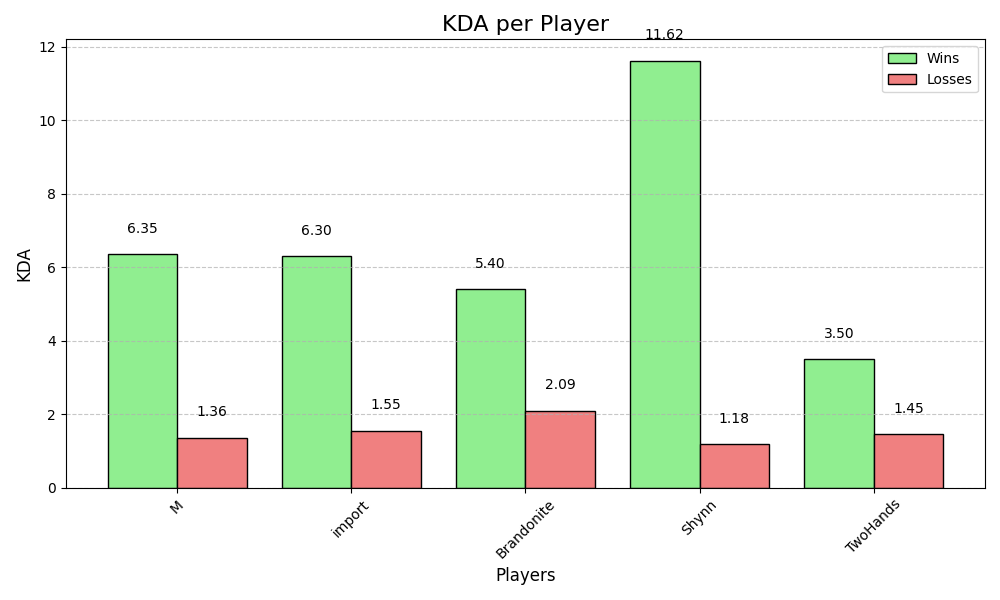 KDA per Player
KDA
12
10
8
6
4
2
0
6.35
1.36
6.30
1.55
5.40
2.09
11.62
1.18
3.50
1.45
Wins
Losses
M
import
Brandonite
Shynn
TwoHands
Players